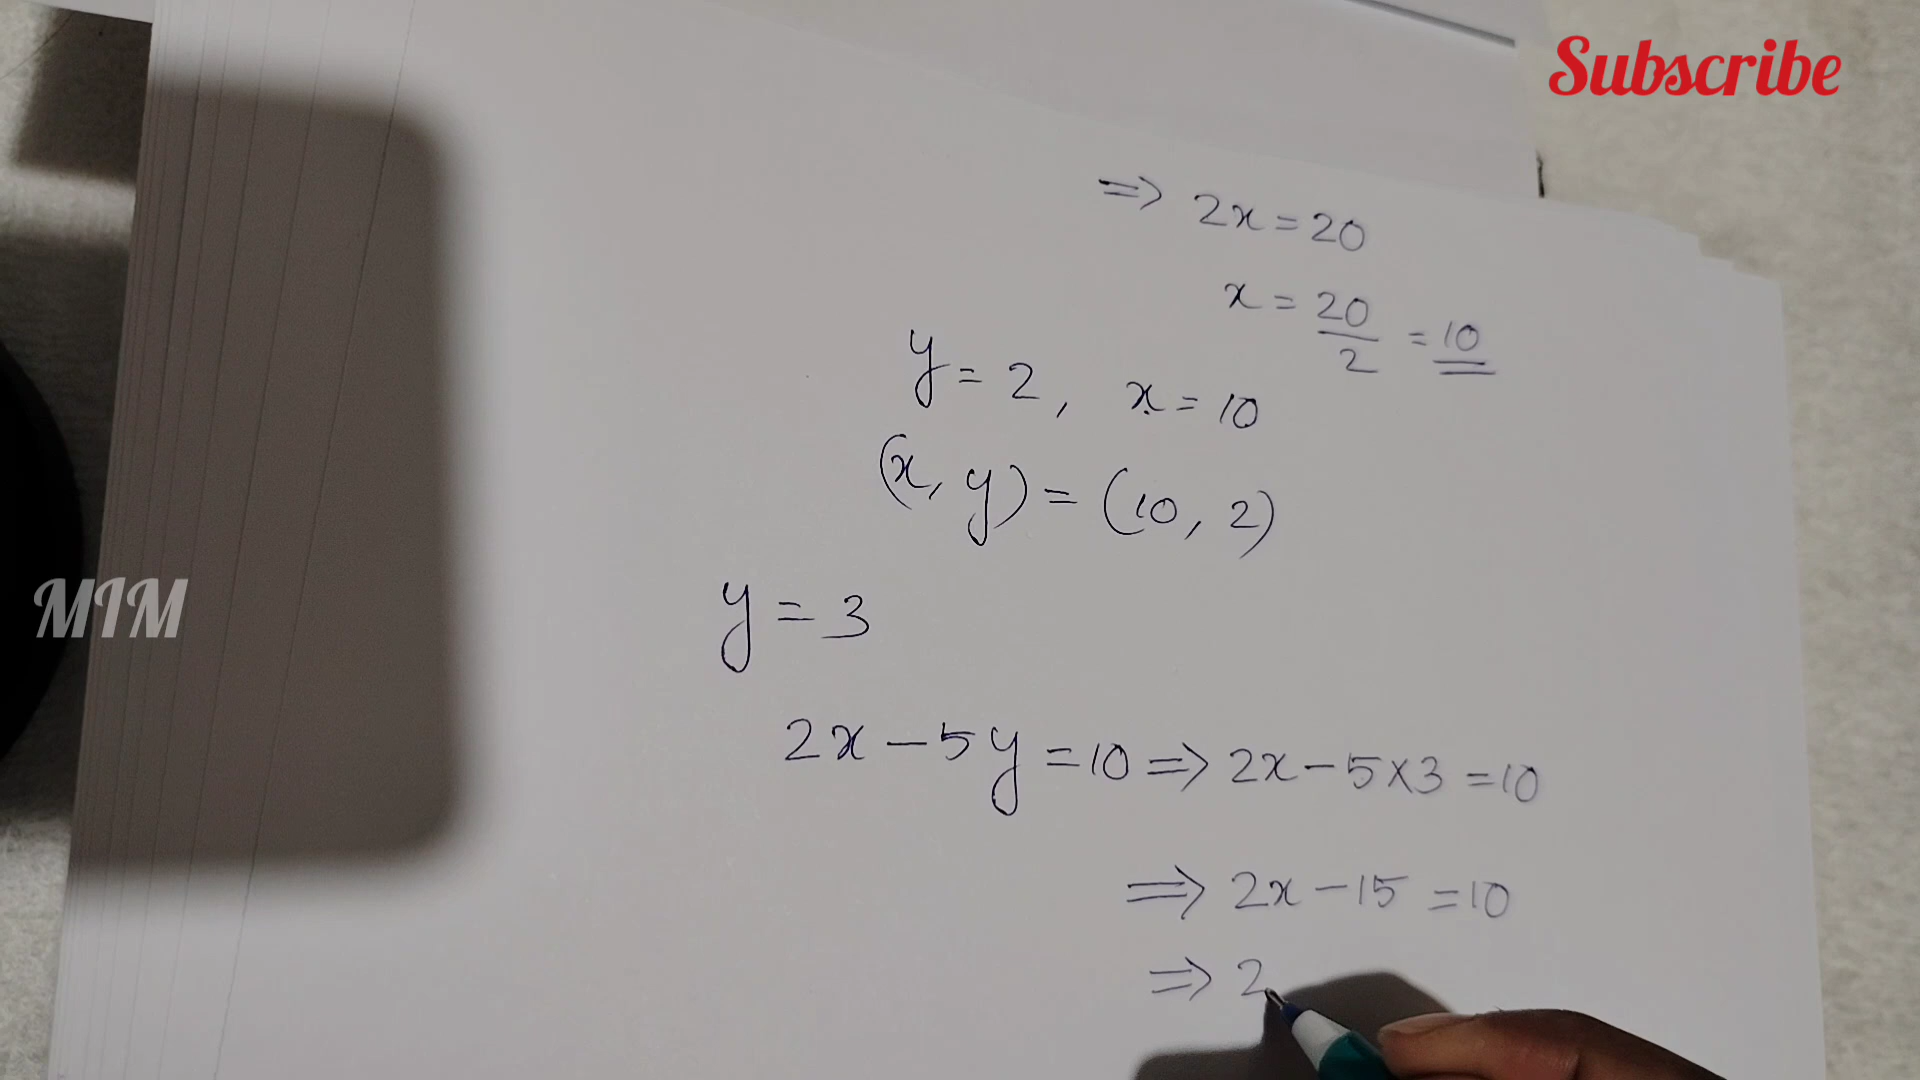 Subscribe
=> 2x = 20
x = 20/2 = 10
y = 2, x = 10
(x, y) = (10, 2)
MIM
y = 3
2x - 5y = 10 => 2x - 5×3 = 10
=> 2x - 15 = 10
=> 2